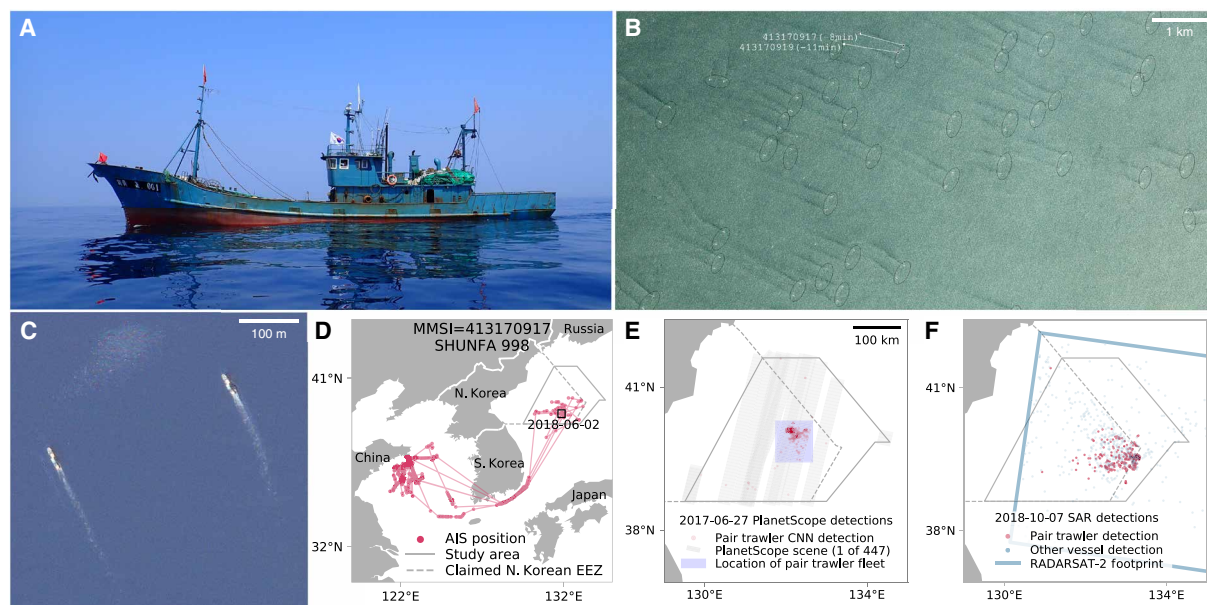 A
B
1 km
413170917(-8min)
413170919(-11min)
C
100 m
D
MMSI=413170917
SHUNFA 998
Russia
41°N
N. Korea
2018-06-02
China
S. Korea
Japan
32°N
AIS position
Study area
Claimed N. Korean EEZ
122°E
132°E
E
100 km
41°N
38°N
2017-06-27 PlanetScope detections
Pair trawler CNN detection
PlanetScope scene (1 of 447)
Location of pair trawler fleet
130°E
134°E
F
41°N
38°N
2018-10-07 SAR detections
Pair trawler detection
Other vessel detection
RADARSAT-2 footprint
130°E
134°E